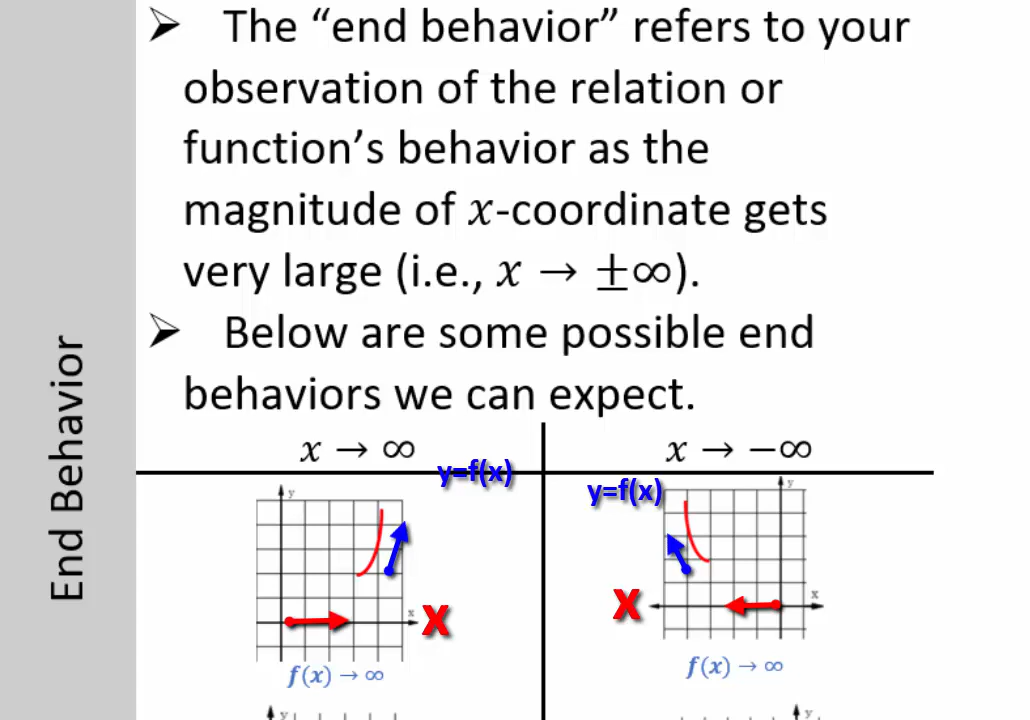 End Behavior
➢ The “end behavior” refers to your
observation of the relation or
function’s behavior as the
magnitude of x-coordinate gets
very large (i.e., x → ±∞).
➢ Below are some possible end
behaviors we can expect.
x → ∞
x → −∞
y=f(x)
y=f(x)
y
y
x
X
X
x
f(x) → ∞
f(x) → ∞
y
y